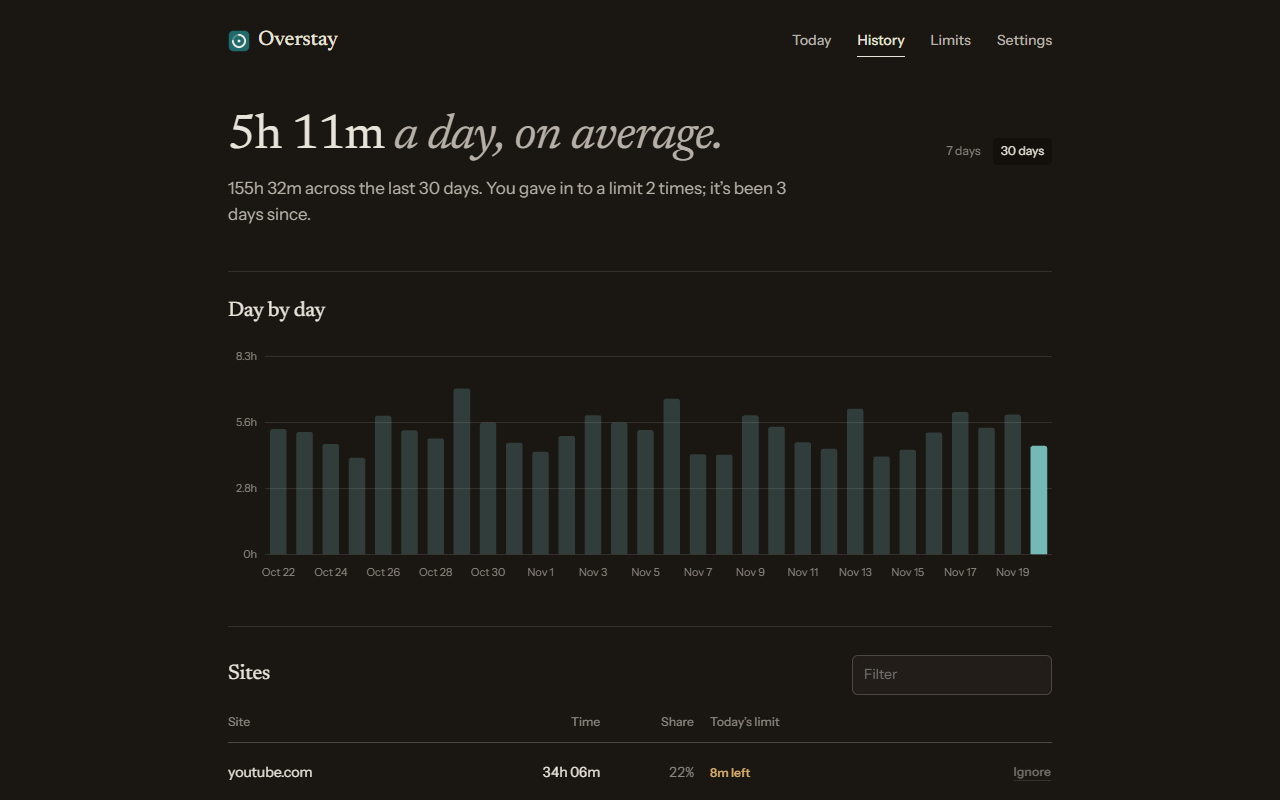 Overstay
Today History Limits Settings
5h 11m a day, on average.
7 days 30 days
155h 32m across the last 30 days. You gave in to a limit 2 times; it’s been 3
days since.
Day by day
8.3h
5.6h
2.8h
0h
Oct 22 Oct 24 Oct 26 Oct 28 Oct 30 Nov 1 Nov 3 Nov 5 Nov 7 Nov 9 Nov 11 Nov 13 Nov 15 Nov 17 Nov 19
Sites
Filter
Site Time Share Today’s limit
youtube.com 34h 06m 22% 8m left Ignore